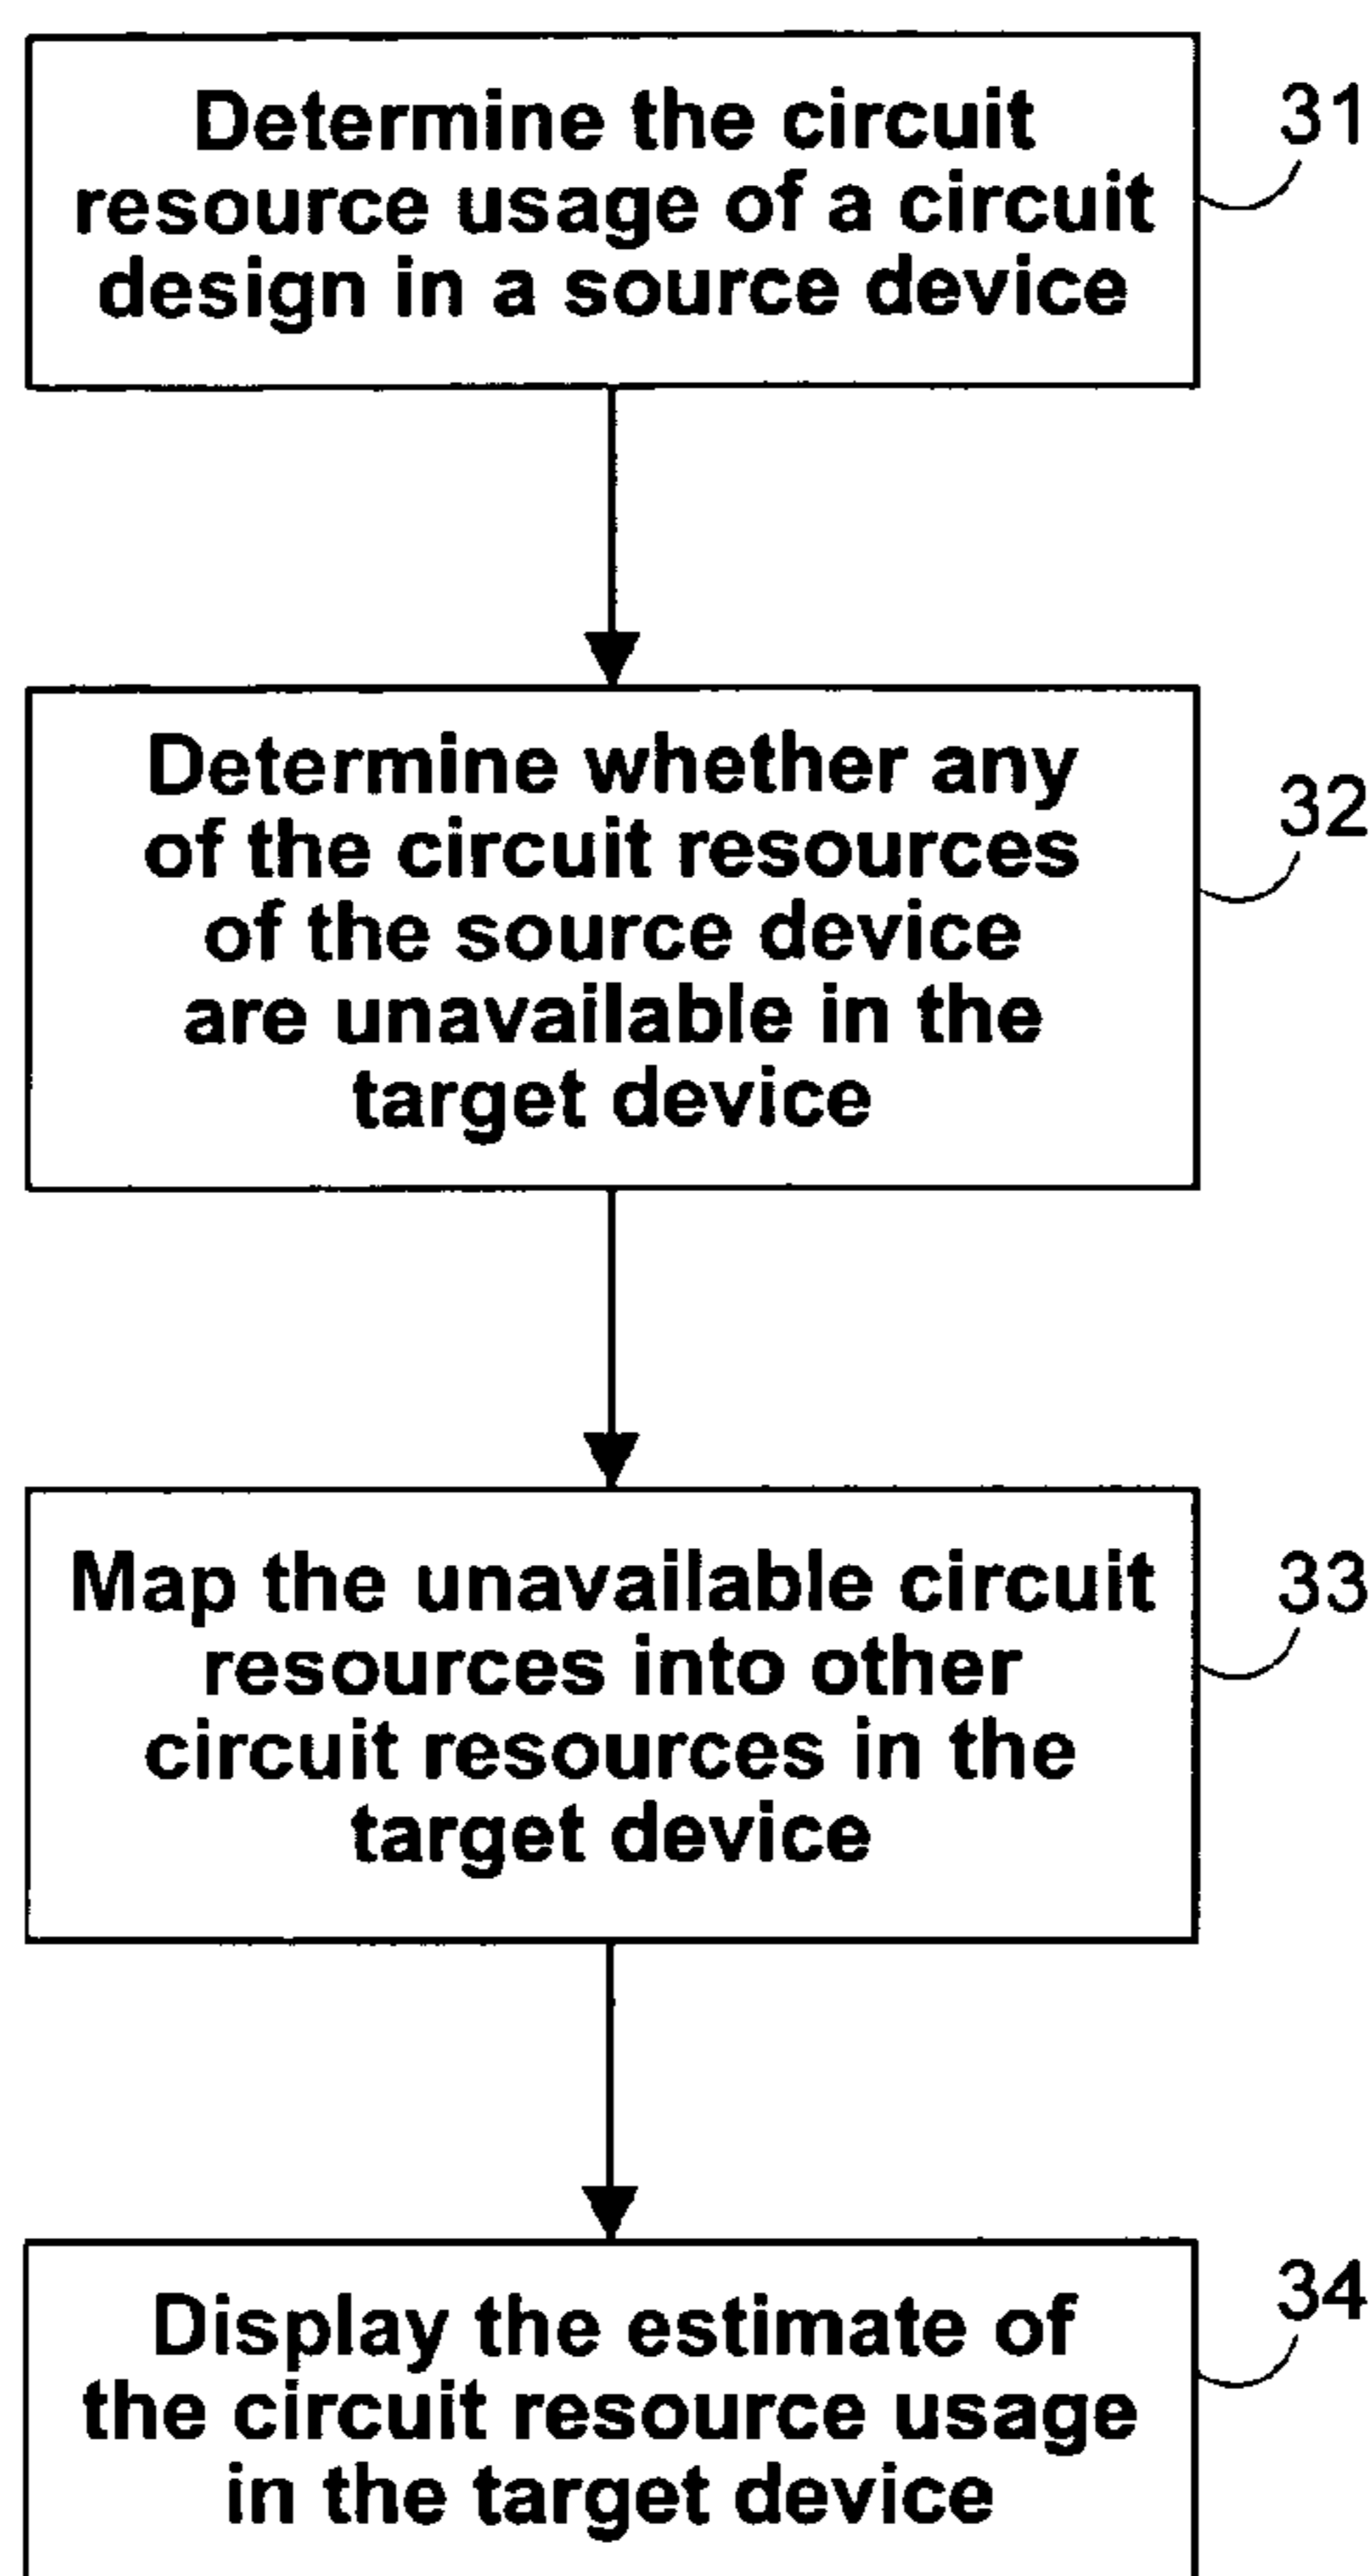 Determine the circuit
resource usage of a circuit
design in a source device
31
Determine whether any
of the circuit resources
of the source device
are unavailable in the
target device
32
Map the unavailable circuit
resources into other
circuit resources in the
target device
33
Display the estimate of
the circuit resource usage
in the target device
34